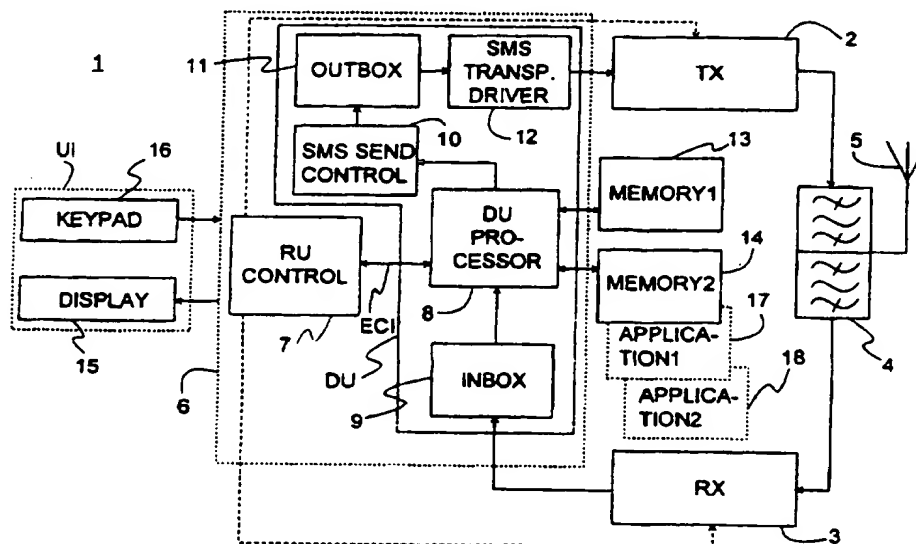 1
UI
16
KEYPAD
DISPLAY
15
6
11
OUTBOX
SMS
TRANSP.
DRIVER
12
10
SMS SEND
CONTROL
RU
CONTROL
7
ECI
DU
PRO-
CESSOR
8
DU
9
INBOX
2
TX
13
MEMORY1
14
MEMORY2
17
APPLICA-
TION1
18
APPLICA-
TION2
5
4
RX
3